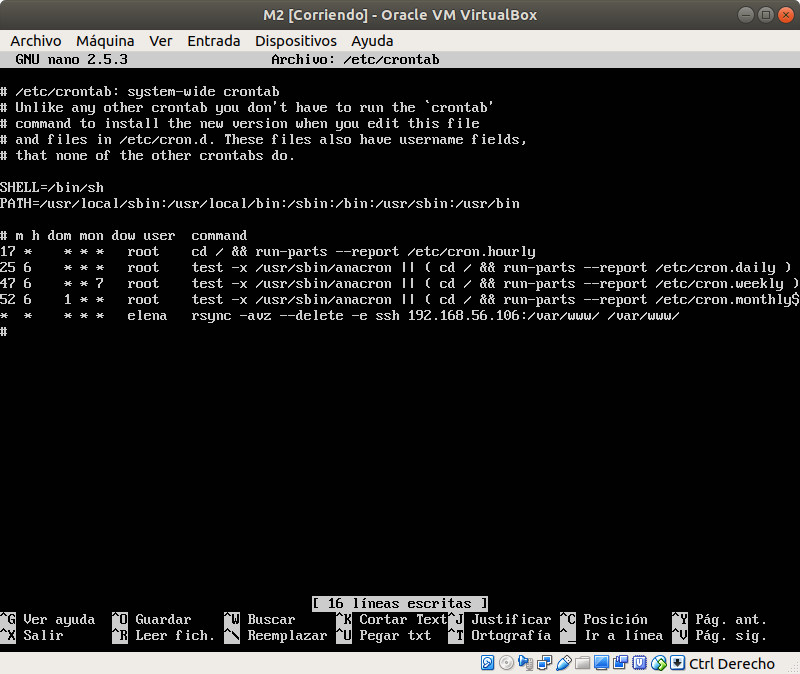 M2 [Corriendo] - Oracle VM VirtualBox
Archivo Máquina Ver Entrada Dispositivos Ayuda
GNU nano 2.5.3 Archivo: /etc/crontab
# /etc/crontab: system-wide crontab
# Unlike any other crontab you don't have to run the `crontab'
# command to install the new version when you edit this file
# and files in /etc/cron.d. These files also have username fields,
# that none of the other crontabs do.
SHELL=/bin/sh
PATH=/usr/local/sbin:/usr/local/bin:/sbin:/bin:/usr/sbin:/usr/bin
# m h dom mon dow user command
17 * * * * root cd / && run-parts --report /etc/cron.hourly
25 6 * * * root test -x /usr/sbin/anacron || ( cd / && run-parts --report /etc/cron.daily )
47 6 * * 7 root test -x /usr/sbin/anacron || ( cd / && run-parts --report /etc/cron.weekly )
52 6 1 * * root test -x /usr/sbin/anacron || ( cd / && run-parts --report /etc/cron.monthly$
* * * * * elena rsync -avz --delete -e ssh 192.168.56.106:/var/www/ /var/www/
#
[ 16 líneas escritas ]
^G Ver ayuda ^O Guardar ^W Buscar ^K Cortar Text ^J Justificar ^C Posición ^Y Pág. ant.
^X Salir ^R Leer fich. ^\ Reemplazar ^U Pegar txt ^T Ortografía ^_ Ir a línea ^V Pág. sig.
Ctrl Derecho